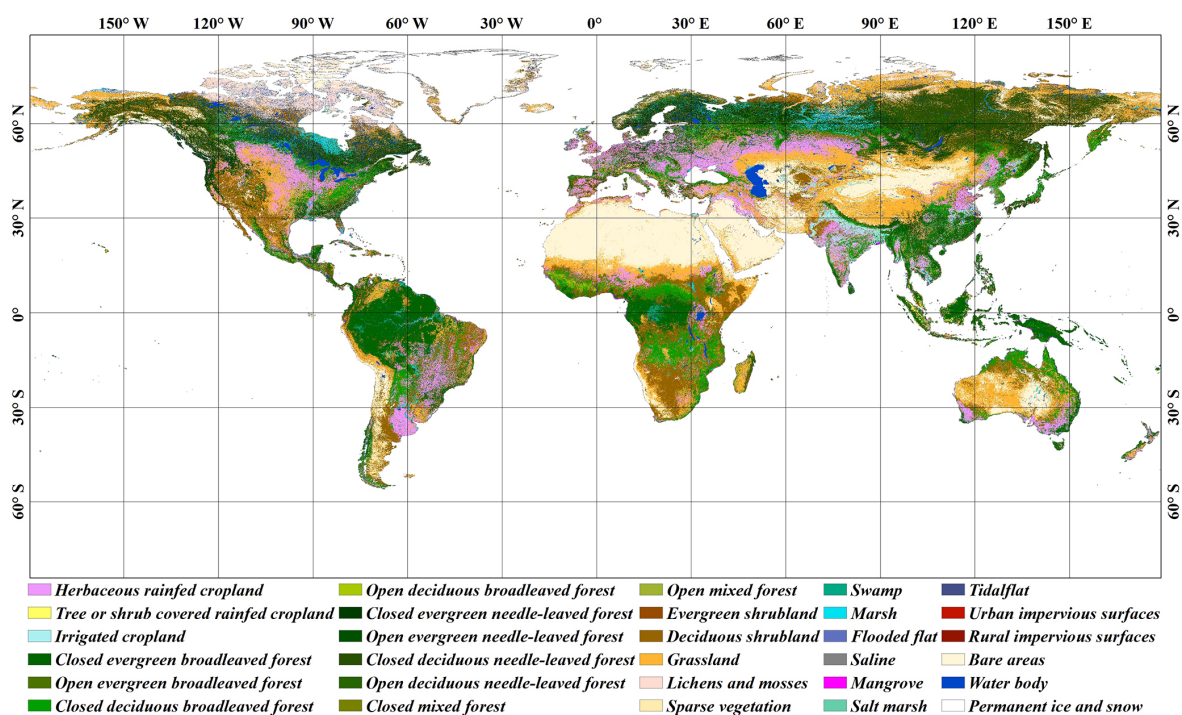 150° W 120° W 90° W 60° W 30° W 0° 30° E 60° E 90° E 120° E 150° E
60° N 60° N
30° N 30° N
0° 0°
30° S 30° S
60° S 60° S
Herbaceous rainfed cropland Open deciduous broadleaved forest Open mixed forest Swamp Tidalflat
Tree or shrub covered rainfed cropland Closed evergreen needle-leaved forest Evergreen shrubland Marsh Urban impervious surfaces
Irrigated cropland Open evergreen needle-leaved forest Deciduous shrubland Flooded flat Rural impervious surfaces
Closed evergreen broadleaved forest Closed deciduous needle-leaved forest Grassland Saline Bare areas
Open evergreen broadleaved forest Open deciduous needle-leaved forest Lichens and mosses Mangrove Water body
Closed deciduous broadleaved forest Closed mixed forest Sparse vegetation Salt marsh Permanent ice and snow